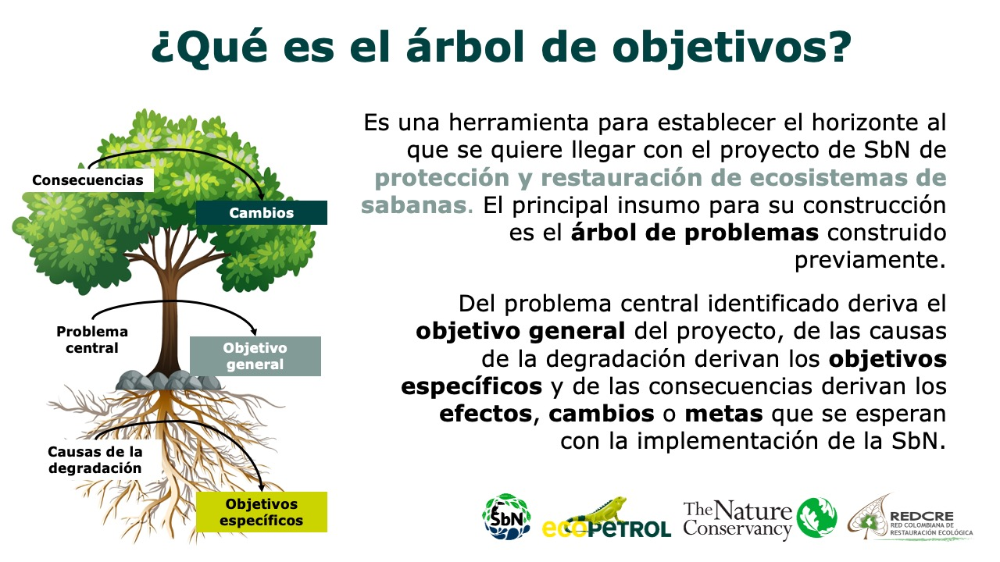 ¿Qué es el árbol de objetivos?
Consecuencias
Cambios
Problema
central
Objetivo
general
Causas de la
degradación
Objetivos
específicos
Es una herramienta para establecer el horizonte al
que se quiere llegar con el proyecto de SbN de
protección y restauración de ecosistemas de
sabanas. El principal insumo para su construcción
es el árbol de problemas construido
previamente.
Del problema central identificado deriva el
objetivo general del proyecto, de las causas
de la degradación derivan los objetivos
específicos y de las consecuencias derivan los
efectos, cambios o metas que se esperan
con la implementación de la SbN.
SbN
ecoPETROL
The Nature
Conservancy
REDCRE
RED COLOMBIANA DE
RESTAURACIÓN ECOLÓGICA